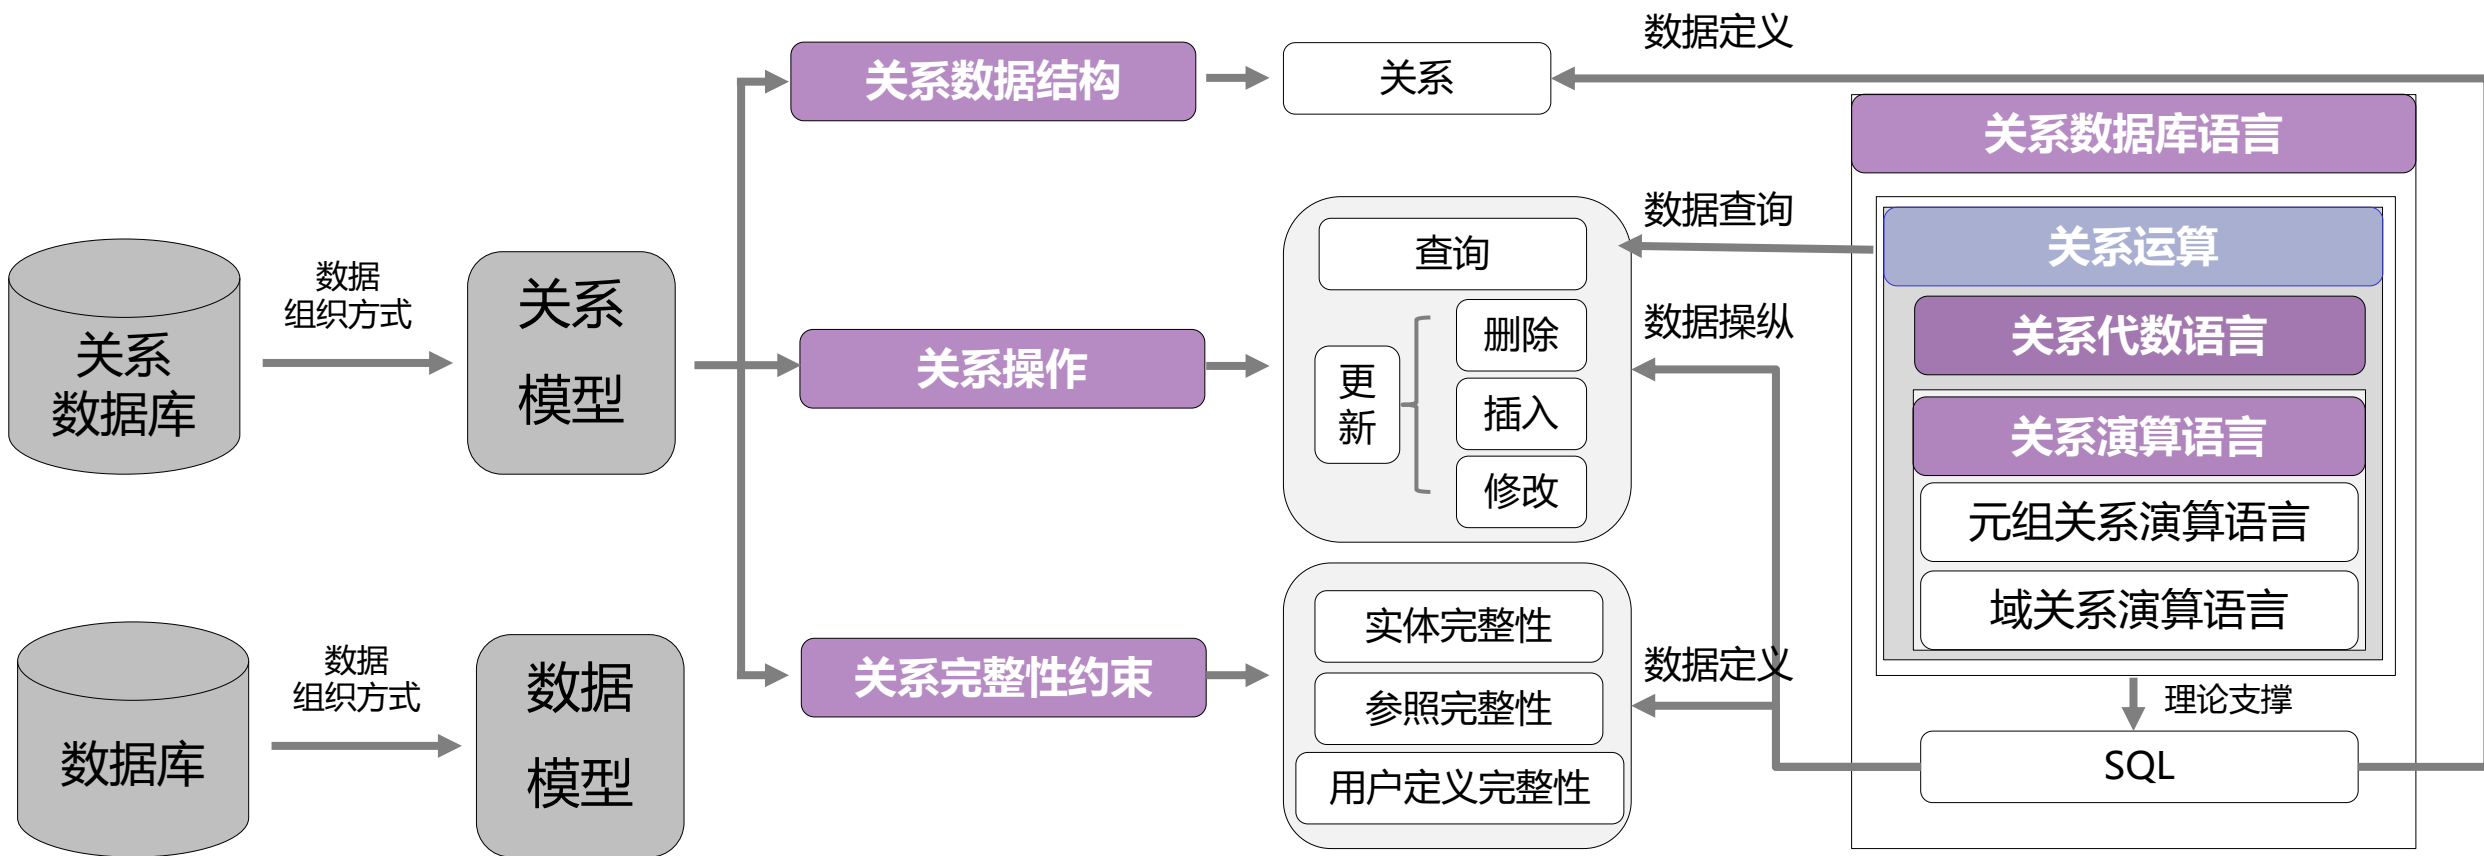 数据定义
关系数据结构
关系
关系数据库语言
数据查询
查询
关系运算
数据
组织方式
关系
模型
关系
数据库
关系操作
更
新
删除
插入
修改
数据操纵
关系代数语言
关系演算语言
元组关系演算语言
域关系演算语言
数据
组织方式
数据库
数据
模型
关系完整性约束
实体完整性
参照完整性
用户定义完整性
数据定义
理论支撑
SQL